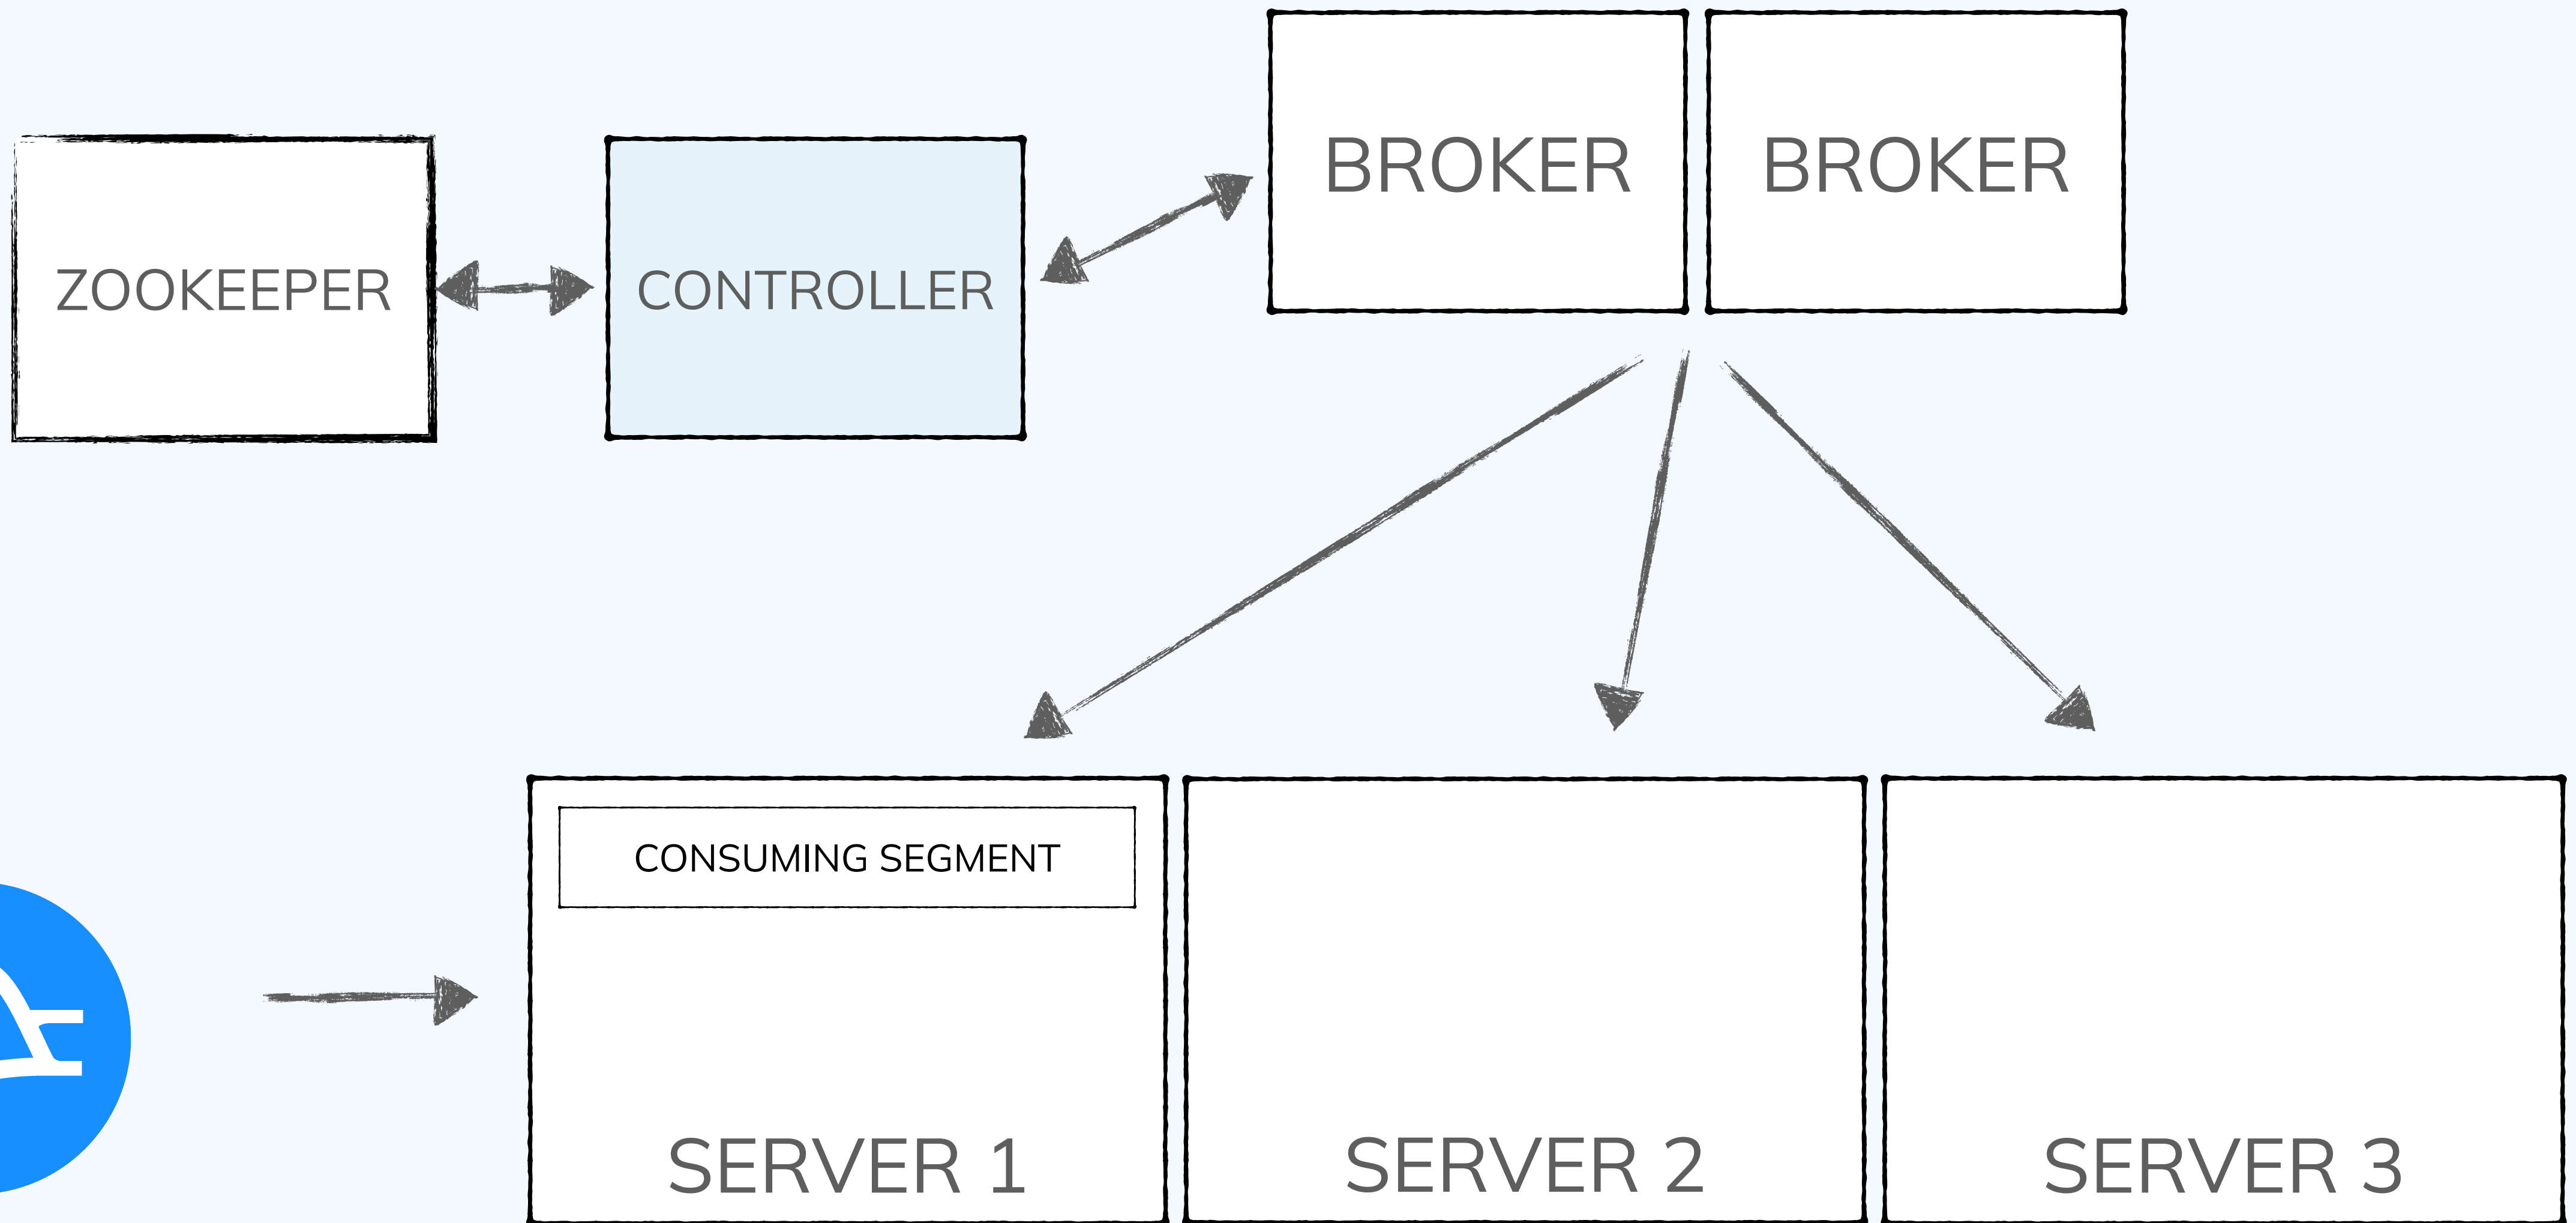 BROKER
BROKER
ZOOKEEPER
CONTROLLER
CONSUMING SEGMENT
SERVER 1
SERVER 2
SERVER 3